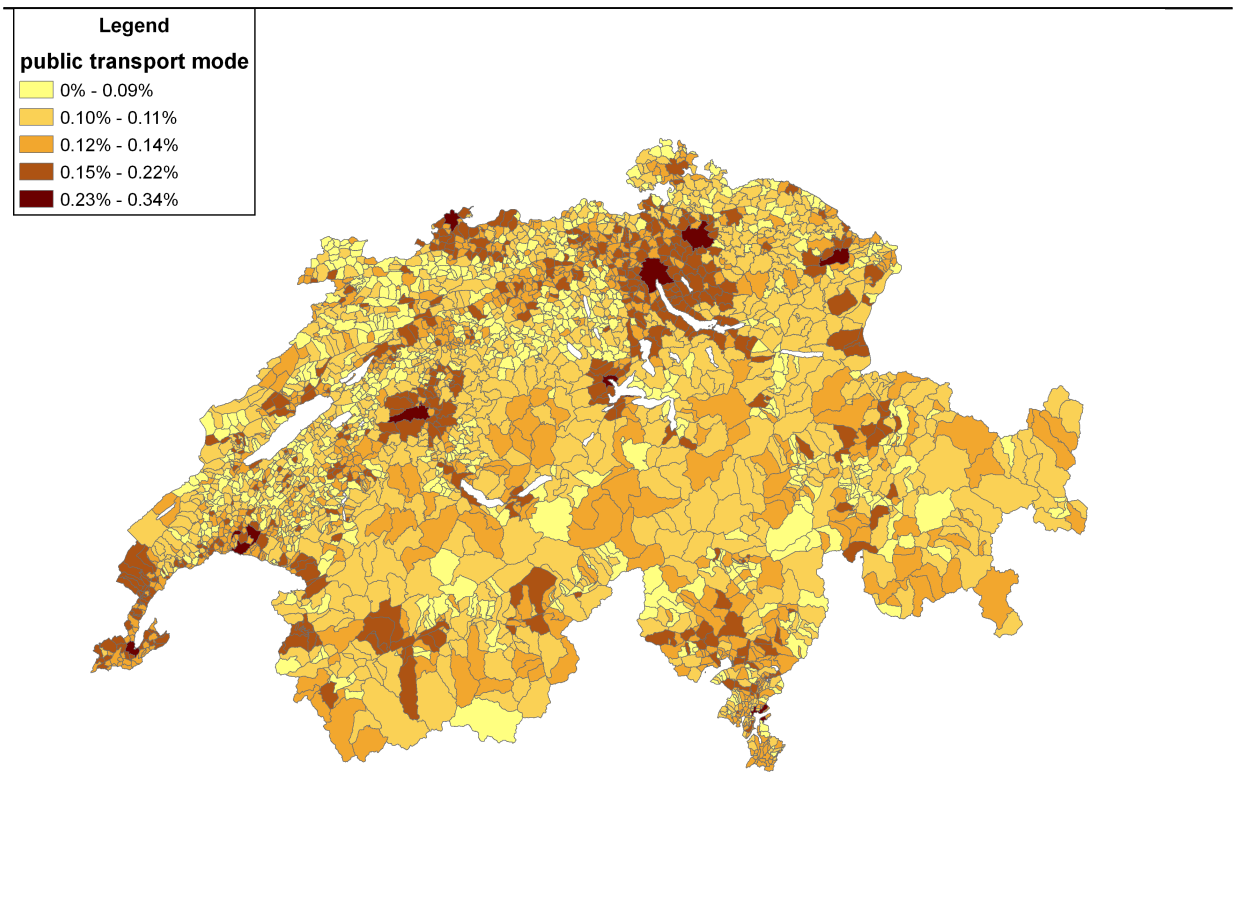 Legend
public transport mode
0% - 0.09%
0.10% - 0.11%
0.12% - 0.14%
0.15% - 0.22%
0.23% - 0.34%